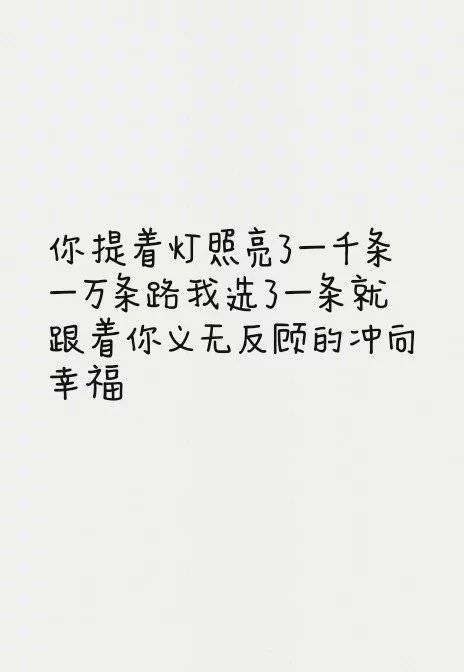 你提着灯照亮了一千条
一万条路我选了一条就
跟着你义无反顾的冲向
幸福